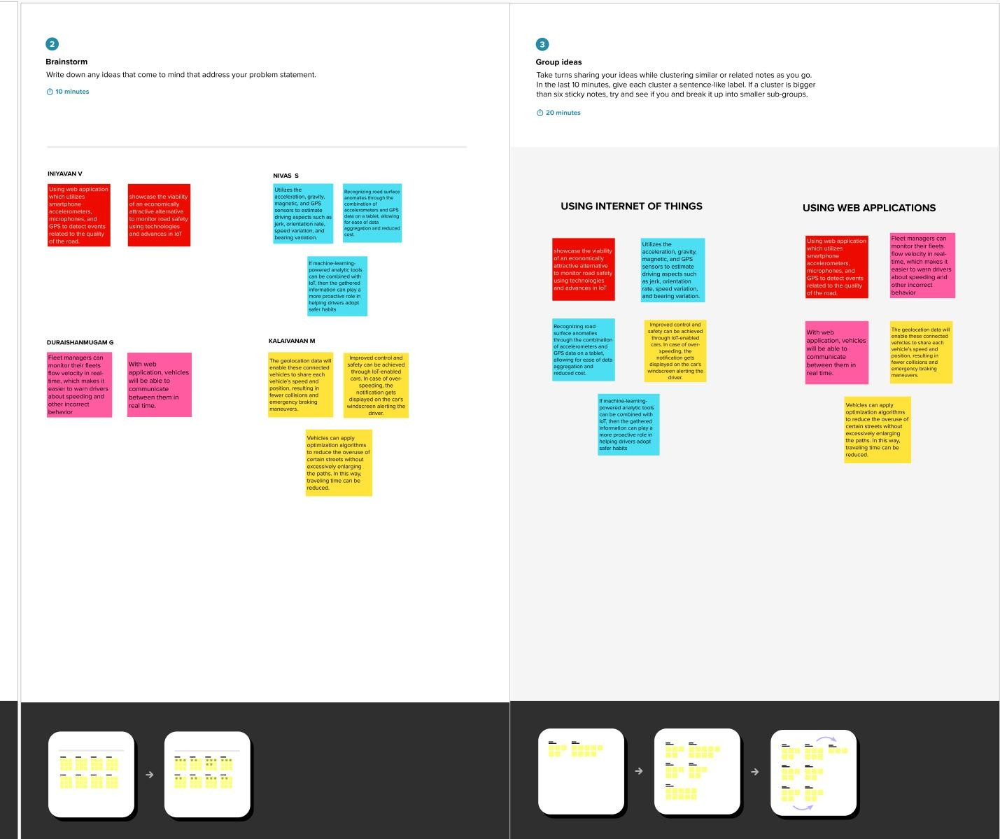 2
Brainstorm
Write down any ideas that come to mind that address your problem statement.
10 minutes
INIYAVAN V
Using web application
which utilizes
smartphone
accelerometers,
microphones, and
GPS to detect events
related to the quality
of the road.
showcase the viability
of an economically
attractive alternative
to monitor road safety
using technologies
and advances in IoT
NIVAS S
Utilizes the
acceleration, gravity,
magnetic, and GPS
sensors to estimate
driving aspects such as
jerk, orientation rate,
speed variation, and
bearing variation.
Recognizing road surface
anomalies through the
combination of
accelerometers and GPS
data on a tablet, allowing
for ease of data
aggregation and reduced
cost.
If machine-learning-
powered analytic tools
can be combined with
IoT, then the gathered
information can play a
more proactive role in
helping drivers adopt
safer habits
DURAISHANMUGAM G
Fleet managers can
monitor their fleets
flow velocity in real-
time, which makes it
easier to warn drivers
about speeding and
other incorrect
behavior
With web
application, vehicles
will be able to
communicate
between them in
real time.
KALAIVANAN M
The geolocation data will
enable these connected
vehicles to share each
vehicle's speed and
position, resulting in
fewer collisions and
emergency braking
maneuvers.
Improved control and
safety can be achieved
through IoT-enabled
cars. In case of over-
speeding, the
notification gets
displayed on the car's
windscreen alerting the
driver.
Vehicles can apply
optimization algorithms
to reduce the overuse of
certain streets without
excessively enlarging
the paths. In this way,
traveling time can be
reduced.
3
Group ideas
Take turns sharing your ideas while clustering similar or related notes as you go.
In the last 10 minutes, give each cluster a sentence-like label. If a cluster is bigger
than six sticky notes, try and see if you and break it up into smaller sub-groups.
20 minutes
USING INTERNET OF THINGS
showcase the viability
of an economically
attractive alternative
to monitor road safety
using technologies
and advances in IoT
Utilizes the
acceleration, gravity,
magnetic, and GPS
sensors to estimate
driving aspects such
as jerk, orientation
rate, speed variation,
and bearing variation.
Recognizing road
surface anomalies
through the combination
of accelerometers and
GPS data on a tablet,
allowing for ease of data
aggregation and
reduced cost.
Improved control and
safety can be achieved
through IoT-enabled
cars. In case of over-
speeding, the
notification gets
displayed on the car's
windscreen alerting the
driver.
If machine-learning-
powered analytic tools
can be combined with
IoT, then the gathered
information can play a
more proactive role in
helping drivers adopt
safer habits
USING WEB APPLICATIONS
Using web application
which utilizes
smartphone
accelerometers,
microphones, and
GPS to detect events
related to the quality
of the road.
Fleet managers can
monitor their fleets
flow velocity in real-
time, which makes it
easier to warn drivers
about speeding and
other incorrect
behavior
With web
application, vehicles
will be able to
communicate
between them in
real time.
The geolocation data will
enable these connected
vehicles to share each
vehicle's speed and
position, resulting in
fewer collisions and
emergency braking
maneuvers.
Vehicles can apply
optimization algorithms
to reduce the overuse of
certain streets without
excessively enlarging
the paths. In this way,
traveling time can be
reduced.